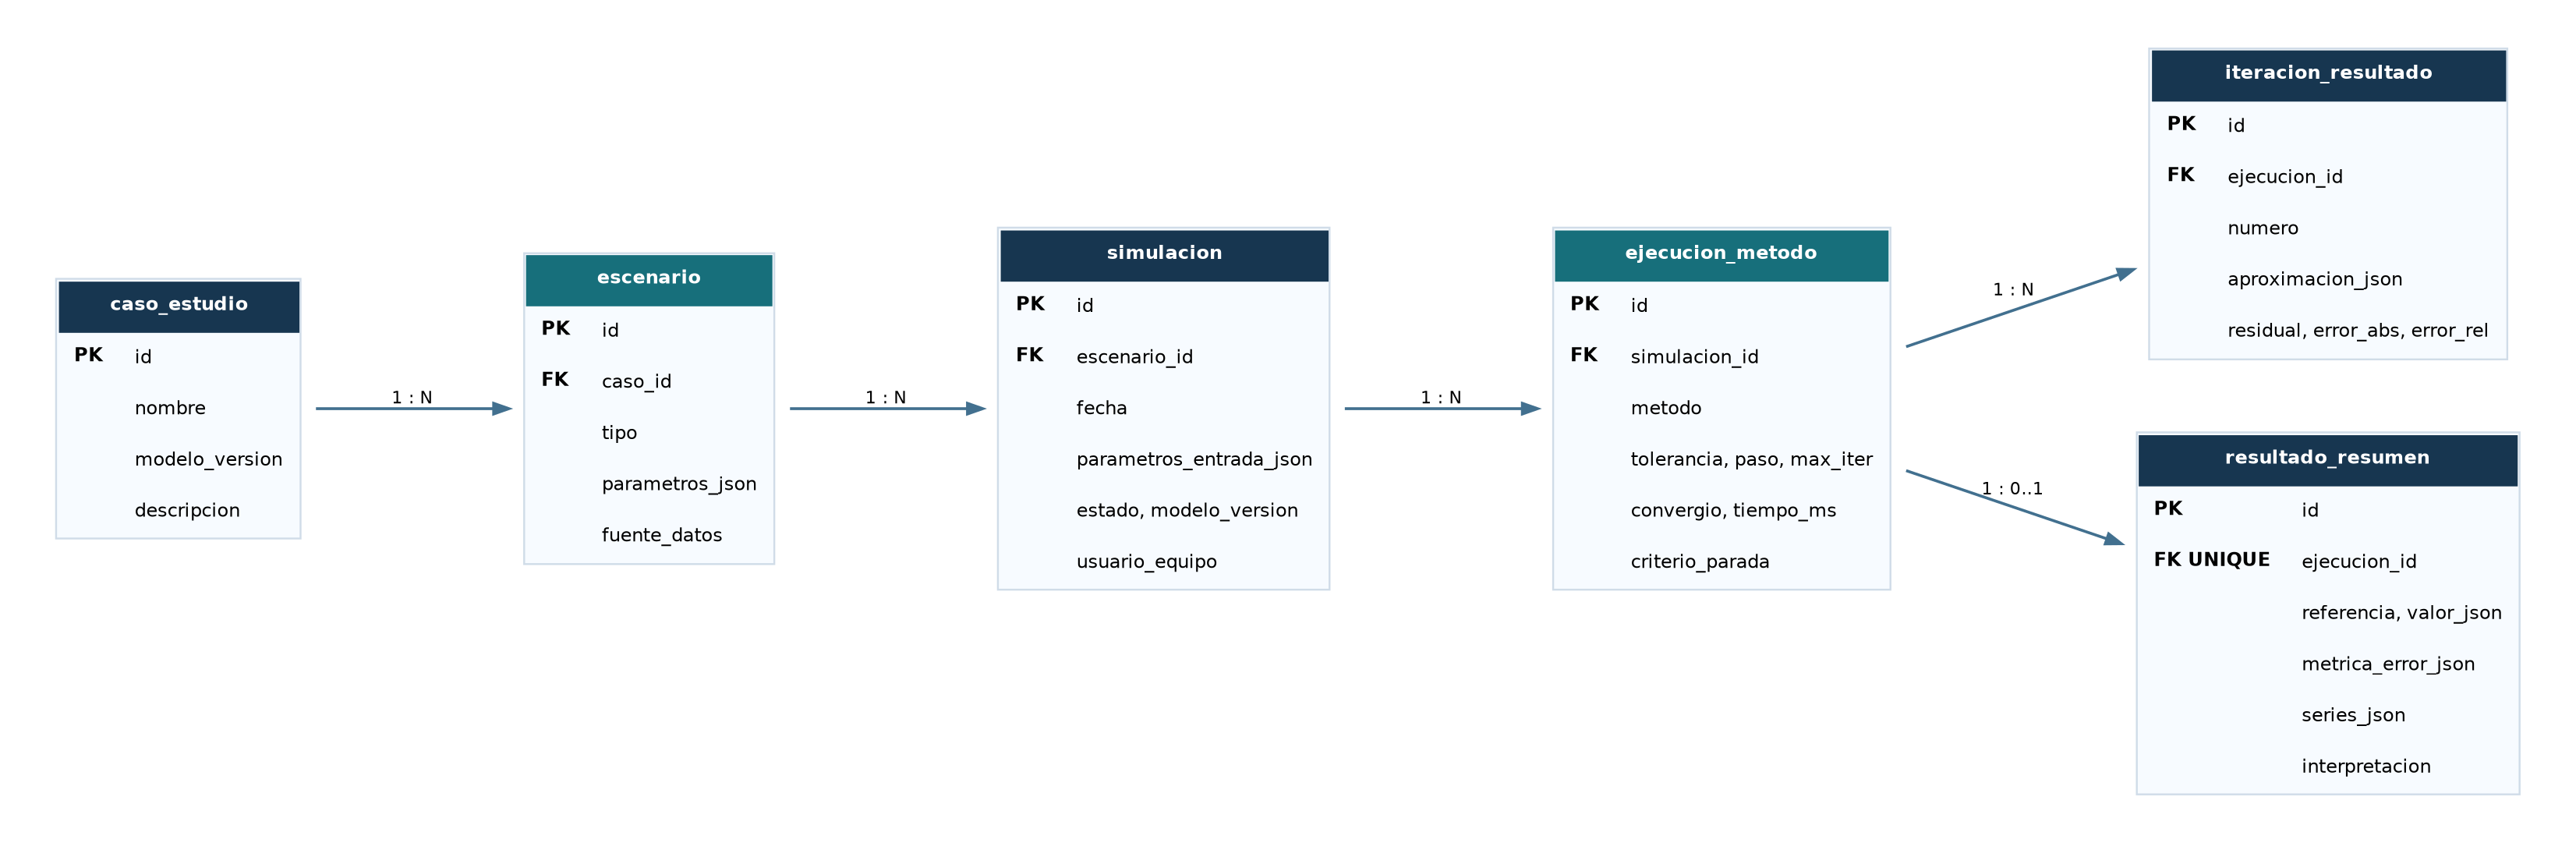 caso_estudio
PK id
nombre
modelo_version
descripcion
1 : N
escenario
PK id
FK caso_id
tipo
parametros_json
fuente_datos
1 : N
simulacion
PK id
FK escenario_id
fecha
parametros_entrada_json
estado, modelo_version
usuario_equipo
1 : N
ejecucion_metodo
PK id
FK simulacion_id
metodo
tolerancia, paso, max_iter
convergio, tiempo_ms
criterio_parada
1 : N
iteracion_resultado
PK id
FK ejecucion_id
numero
aproximacion_json
residual, error_abs, error_rel
1 : 0..1
resultado_resumen
PK id
FK UNIQUE ejecucion_id
referencia, valor_json
metrica_error_json
series_json
interpretacion